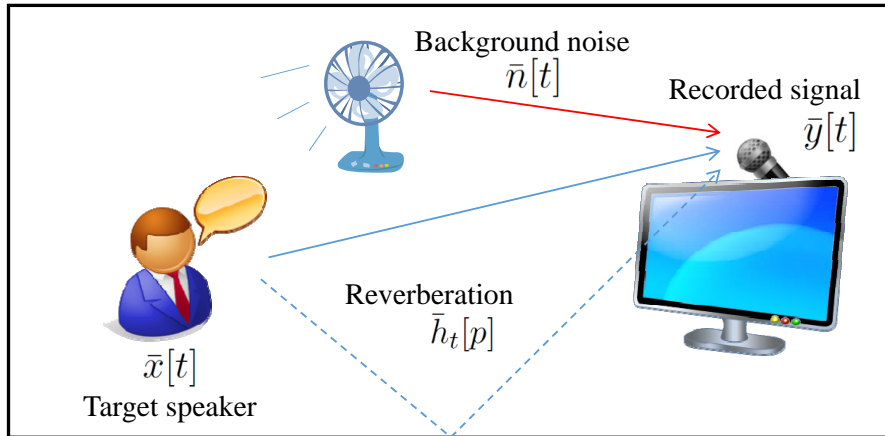 Background noise
n̄[t]
Recorded signal
ȳ[t]
Reverberation
h̄ₜ[p]
x̄[t]
Target speaker